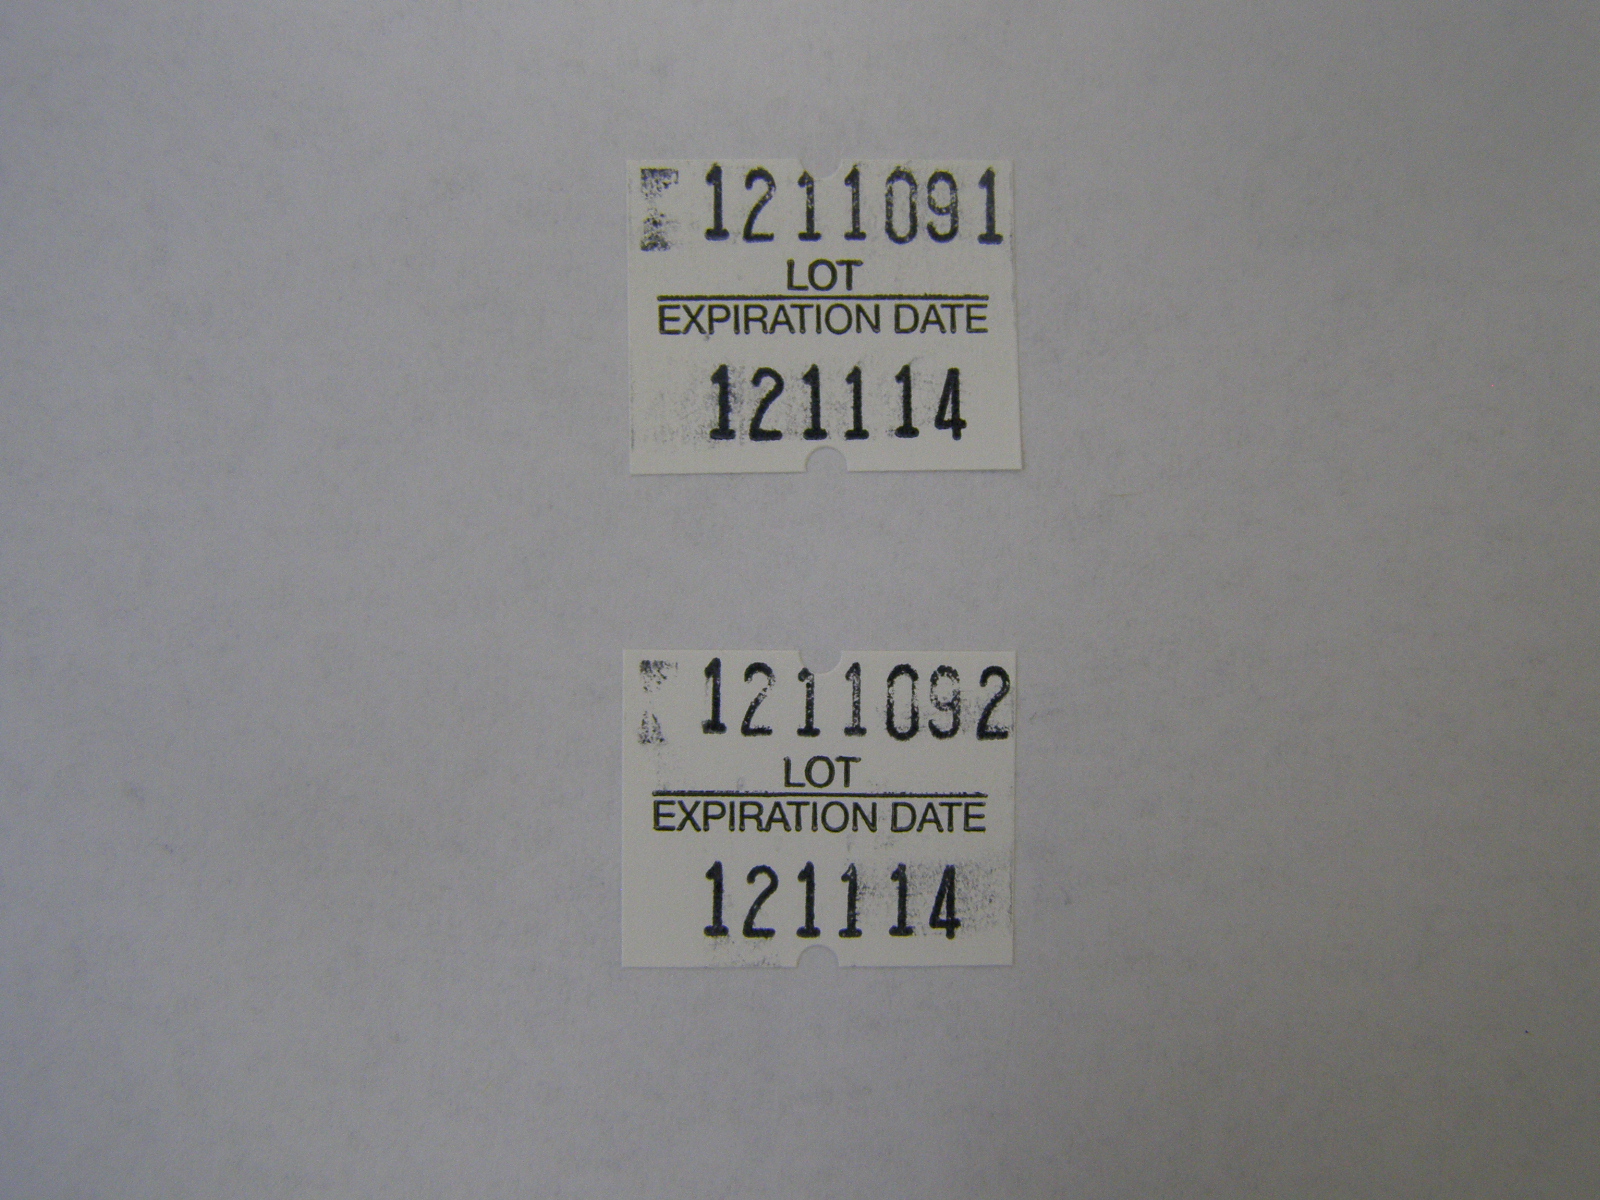 1211091
LOT
EXPIRATION DATE
121114
1211092
LOT
EXPIRATION DATE
121114